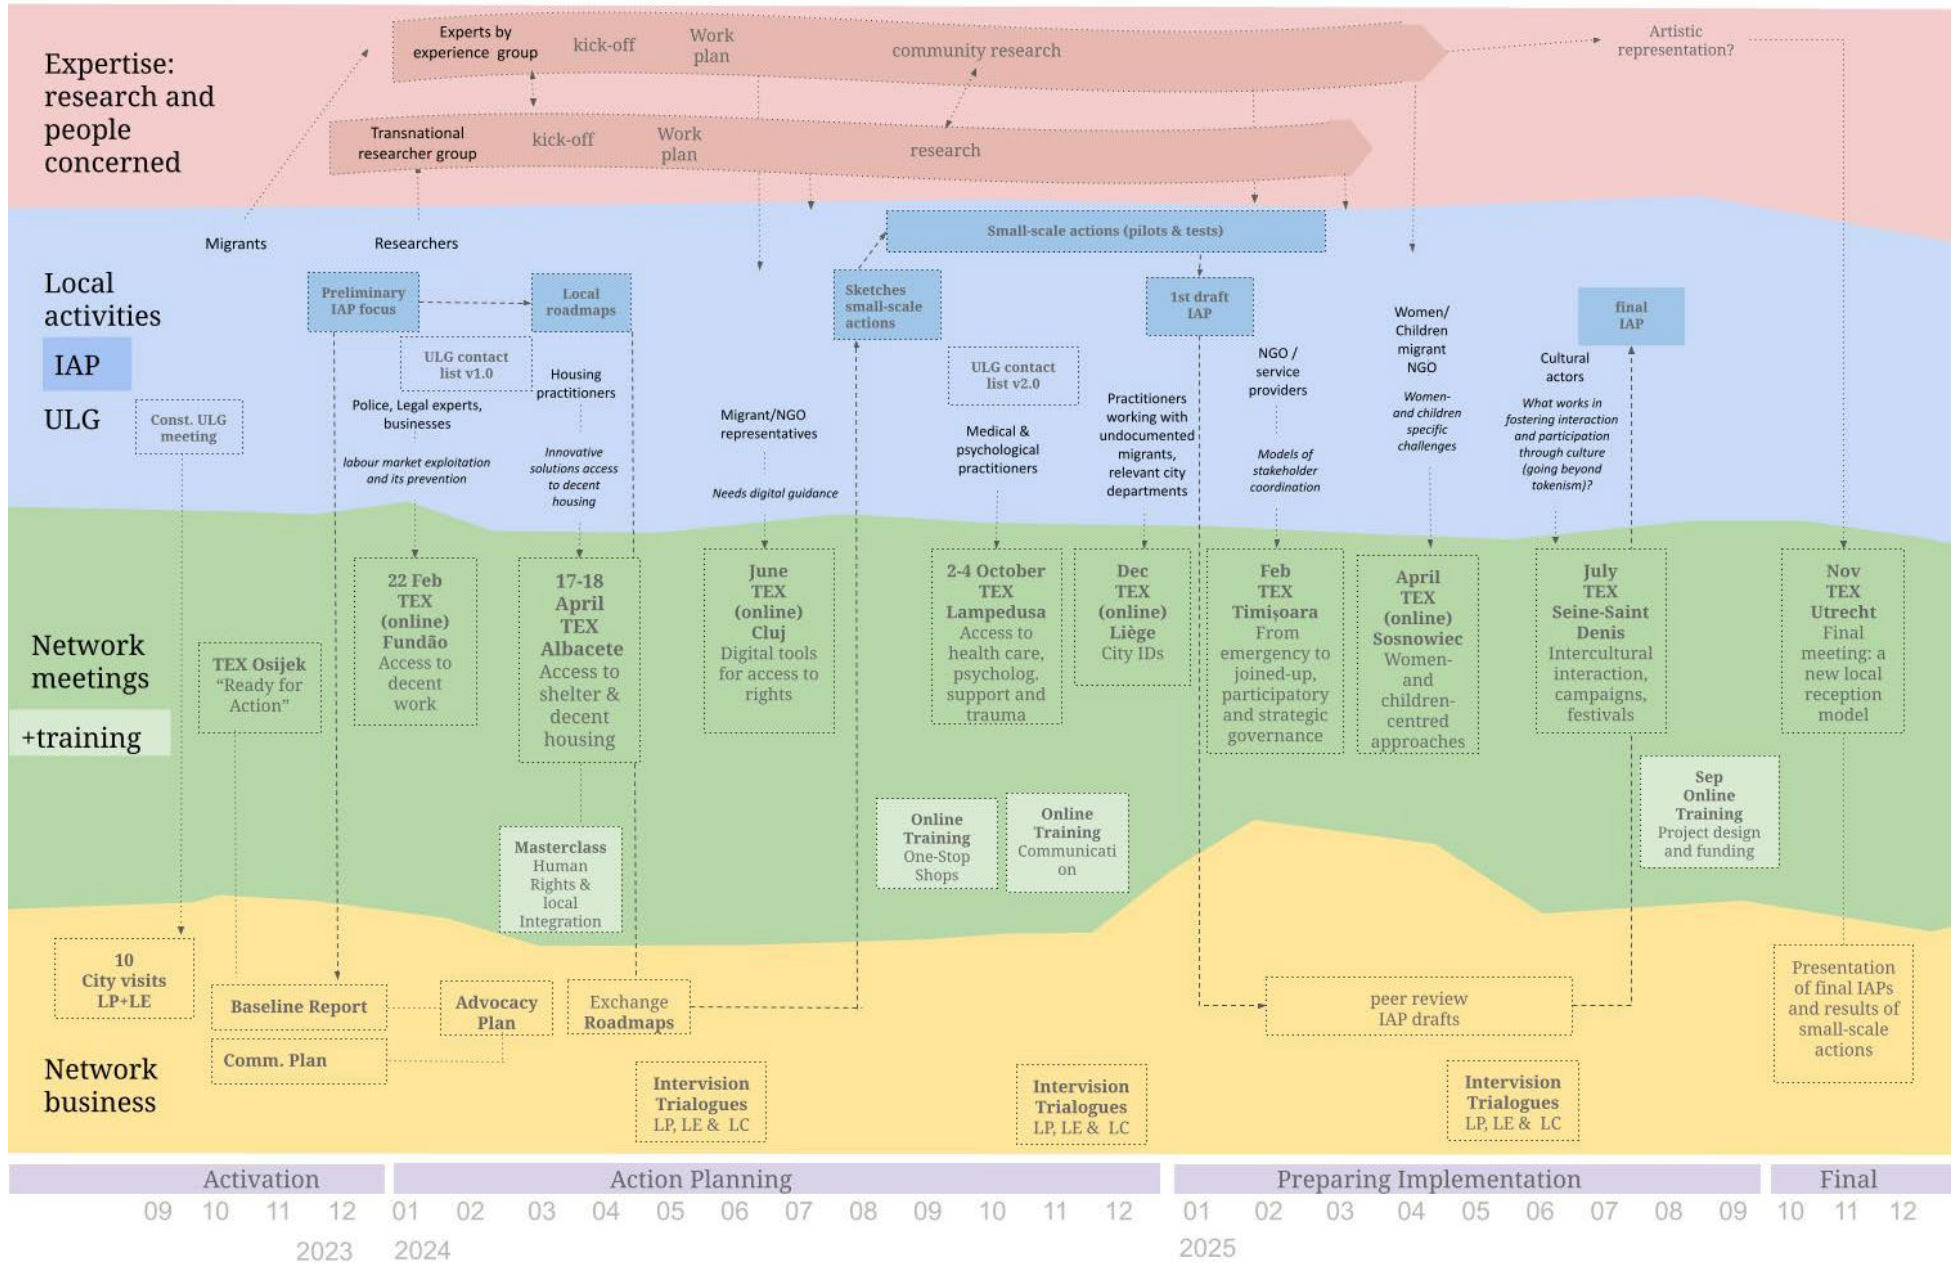 Expertise:
research and
people
concerned
Experts by
experience group
kick-off
Work
plan
community research
Artistic
representation?
Transnational
researcher group
kick-off
Work
plan
research
Migrants
Researchers
Local
activities
IAP
ULG
Small-scale actions (pilots & tests)
Preliminary
IAP focus
Local
roadmaps
Sketches
small-scale
actions
1st draft
IAP
final
IAP
Const. ULG
meeting
ULG contact
list v1.0
Police, Legal experts,
businesses
labour market exploitation
and its prevention
Housing
practitioners
Innovative
solutions access
to decent
housing
Migrant/NGO
representatives
Needs digital guidance
ULG contact
list v2.0
Medical &
psychological
practitioners
Practitioners
working with
undocumented
migrants,
relevant city
departments
NGO /
service
providers
Models of
stakeholder
coordination
Women/
Children
migrant
NGO
Women-
and children
specific
challenges
Cultural
actors
What works in
fostering interaction
and participation
through culture
(going beyond
tokenism)?
Network
meetings
+training
TEX Osijek
“Ready for
Action”
22 Feb
TEX
(online)
Fundão
Access to
decent
work
17-18
April
TEX
Albacete
Access to
shelter &
decent
housing
June
TEX
(online)
Cluj
Digital tools
for access to
rights
2-4 October
TEX
Lampedusa
Access to
health care,
psycholog.
support and
trauma
Dec
TEX
(online)
Liège
City IDs
Feb
TEX
Timișoara
From
emergency to
joined-up,
participatory
and strategic
governance
April
TEX
(online)
Sosnowiec
Women-
and
children-
centred
approaches
July
TEX
Seine-Saint
Denis
Intercultural
interaction,
campaigns,
festivals
Nov
TEX
Utrecht
Final
meeting: a
new local
reception
model
Masterclass
Human
Rights &
local
Integration
Online
Training
One-Stop
Shops
Online
Training
Communicati
on
Sep
Online
Training
Project design
and funding
Network
business
10
City visits
LP+LE
Baseline Report
Comm. Plan
Advocacy
Plan
Exchange
Roadmaps
peer review
IAP drafts
Presentation
of final IAPs
and results of
small-scale
actions
Intervision
Trialogues
LP, LE & LC
Intervision
Trialogues
LP, LE & LC
Intervision
Trialogues
LP, LE & LC
Activation
Action Planning
Preparing Implementation
Final
09 10 11 12 01 02 03 04 05 06 07 08 09 10 11 12 01 02 03 04 05 06 07 08 09 10 11 12
2023 2024 2025